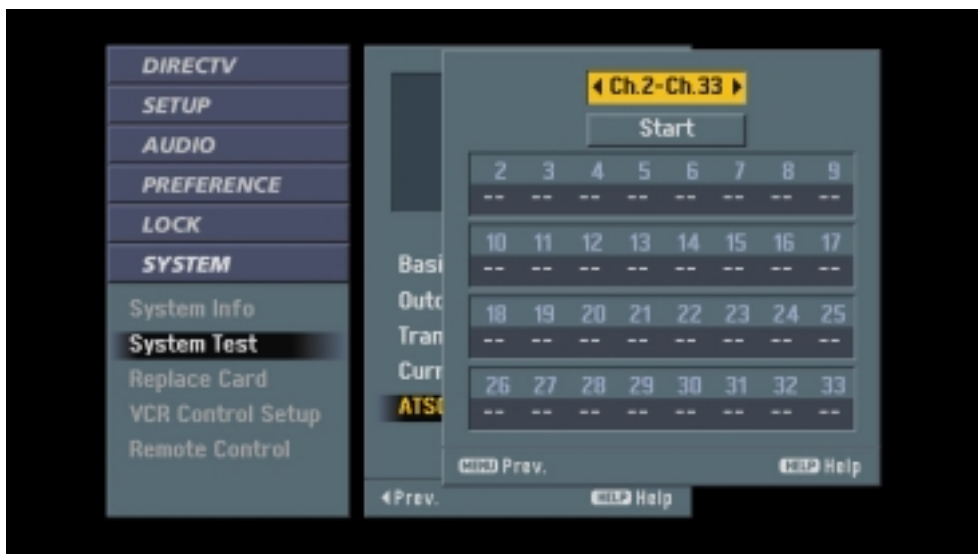 DIRECTV
SETUP
AUDIO
PREFERENCE
LOCK
SYSTEM
System Info
System Test
Replace Card
VCR Control Setup
Remote Control
Basi
Outd
Tran
Curr
ATSC
Prev.
HELP Help
Ch.2-Ch.33
Start
2 3 4 5 6 7 8 9
-- -- -- -- -- -- -- --
10 11 12 13 14 15 16 17
-- -- -- -- -- -- -- --
18 19 20 21 22 23 24 25
-- -- -- -- -- -- -- --
26 27 28 29 30 31 32 33
-- -- -- -- -- -- -- --
MENU Prev.
HELP Help